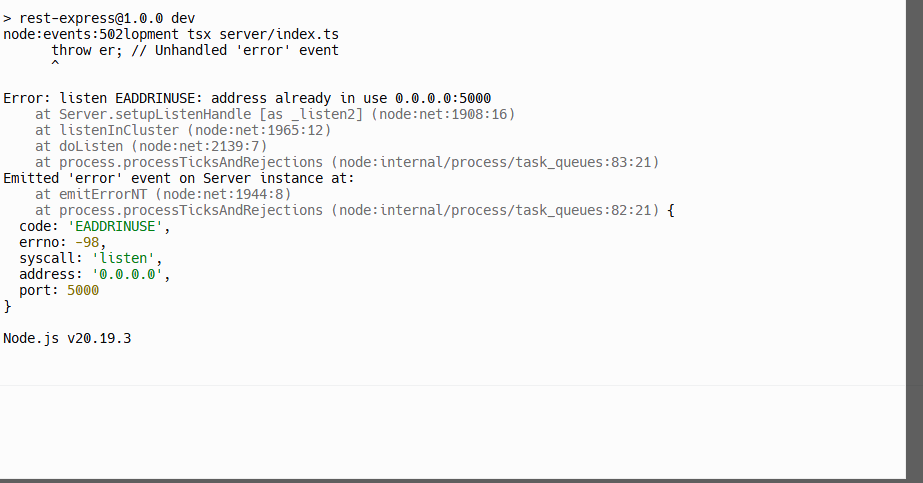 > rest-express@1.0.0 dev
node:events:502lopment tsx server/index.ts
      throw er; // Unhandled 'error' event
      ^
Error: listen EADDRINUSE: address already in use 0.0.0.0:5000
    at Server.setupListenHandle [as _listen2] (node:net:1908:16)
    at listenInCluster (node:net:1965:12)
    at doListen (node:net:2139:7)
    at process.processTicksAndRejections (node:internal/process/task_queues:83:21)
Emitted 'error' event on Server instance at:
    at emitErrorNT (node:net:1944:8)
    at process.processTicksAndRejections (node:internal/process/task_queues:82:21) {
  code: 'EADDRINUSE',
  errno: -98,
  syscall: 'listen',
  address: '0.0.0.0',
  port: 5000
}
Node.js v20.19.3